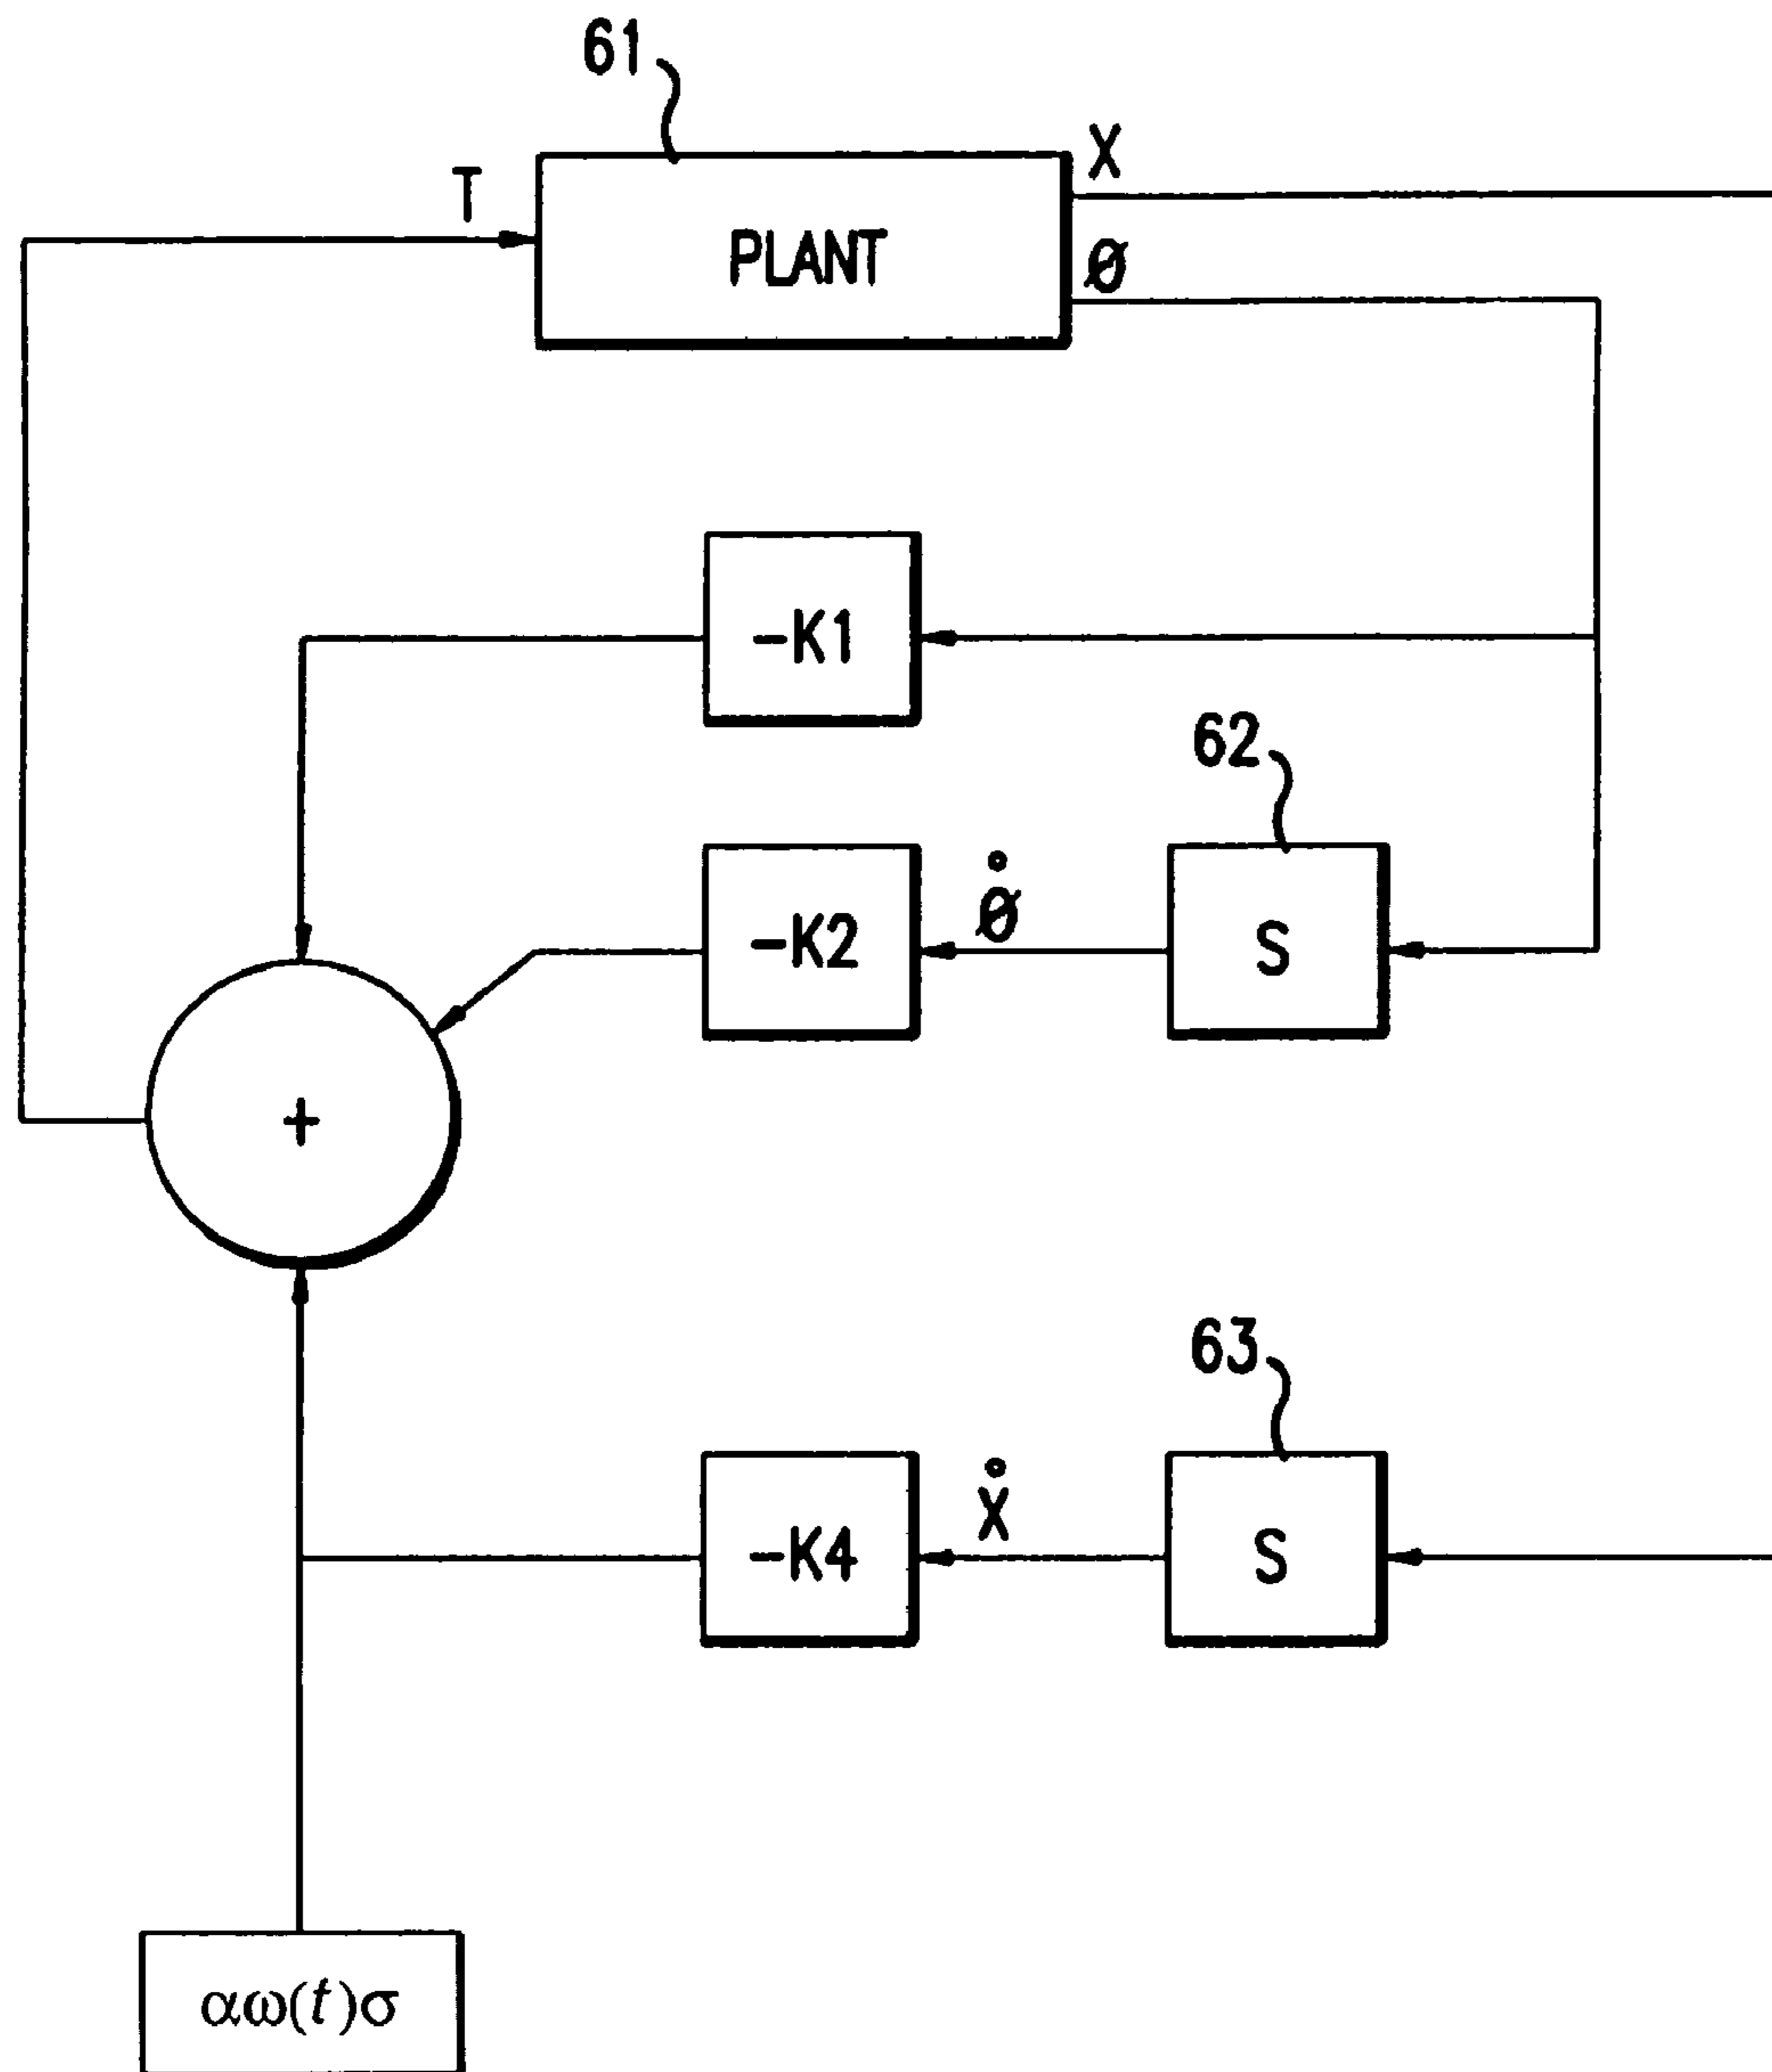 61
X
T
PLANT
Ø
-K1
62
-K2
Ø̇
S
+
63
-K4
Ẋ
S
αω(t)σ